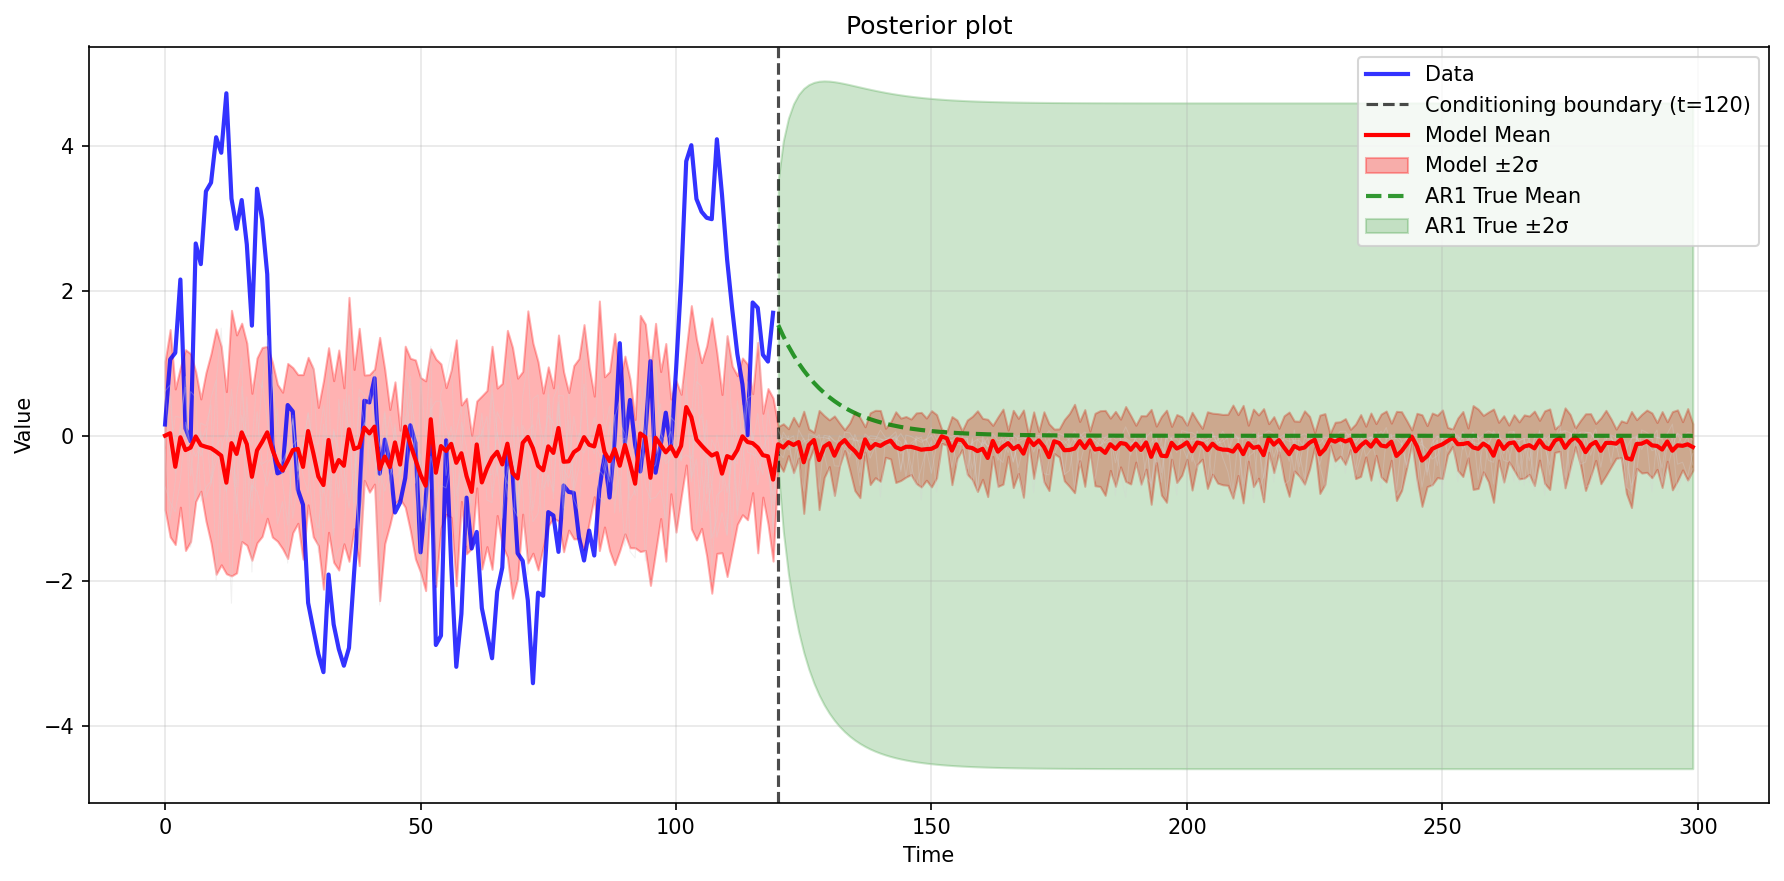 Posterior plot
Data
Conditioning boundary (t=120)
Model Mean
Model ±2σ
AR1 True Mean
AR1 True ±2σ
Value
4
2
0
−2
−4
0 50 100 150 200 250 300
Time